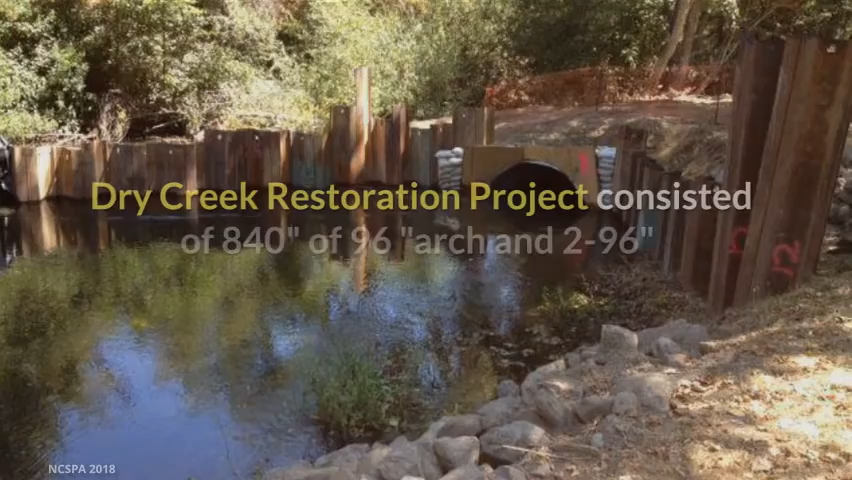 Dry Creek Restoration Project consisted
of 840" of 96 "arch and 2-96"
NCSPA 2018